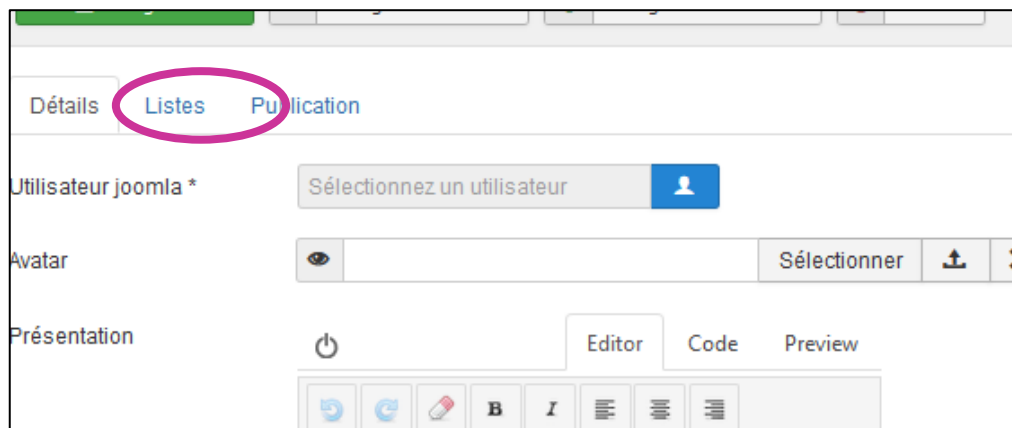 Détails Listes Publication
Utilisateur joomla * Sélectionnez un utilisateur
Avatar Sélectionner
Présentation Editor Code Preview
B I